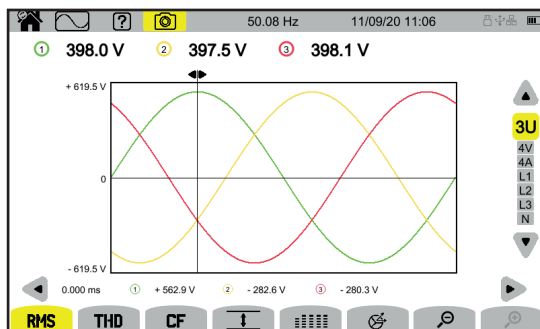 ? 50.08 Hz 11/09/20 11:06
1 398.0 V 2 397.5 V 3 398.1 V
+ 619.5 V
0
- 619.5 V
3U
4V
4A
L1
L2
L3
N
0.000 ms 1 + 562.9 V 2 - 282.6 V 3 - 280.3 V
RMS THD CF